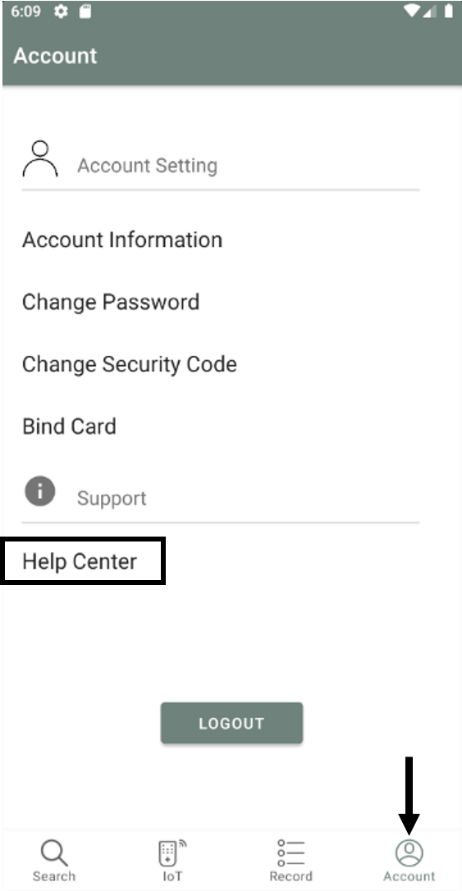 6:09
Account
Account Setting
Account Information
Change Password
Change Security Code
Bind Card
Support
Help Center
LOGOUT
Search IoT Record Account